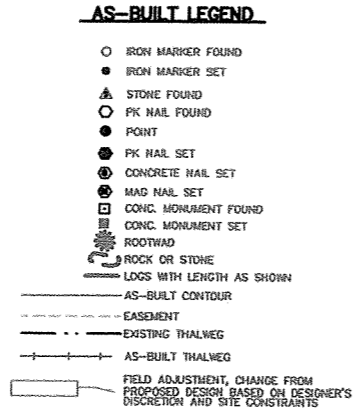 AS-BUILT LEGEND
IRON MARKER FOUND
IRON MARKER SET
STONE FOUND
PK NAIL FOUND
POINT
PK NAIL SET
CONCRETE NAIL SET
MAG NAIL SET
CONC. MONUMENT FOUND
CONC. MONUMENT SET
ROOTWAD
ROCK OR STONE
LOGS WITH LENGTH AS SHOWN
AS-BUILT CONTOUR
EASEMENT
EXISTING THALWEG
AS-BUILT THALWEG
FIELD ADJUSTMENT, CHANGE FROM
PROPOSED DESIGN BASED ON DESIGNER'S
DISCRETION AND SITE CONSTRAINTS